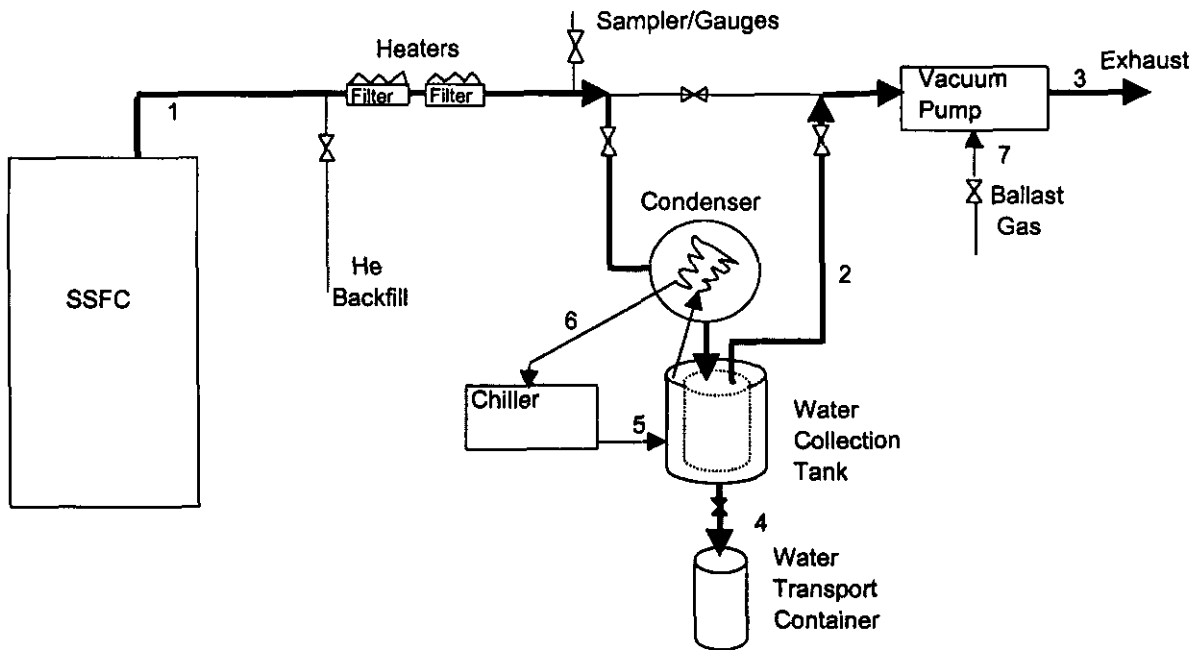 Sampler/Gauges
Heaters
Filter
Filter
1
Vacuum
Pump
3
Exhaust
7
Ballast
Gas
He
Backfill
SSFC
Condenser
2
6
Chiller
5
Water
Collection
Tank
4
Water
Transport
Container